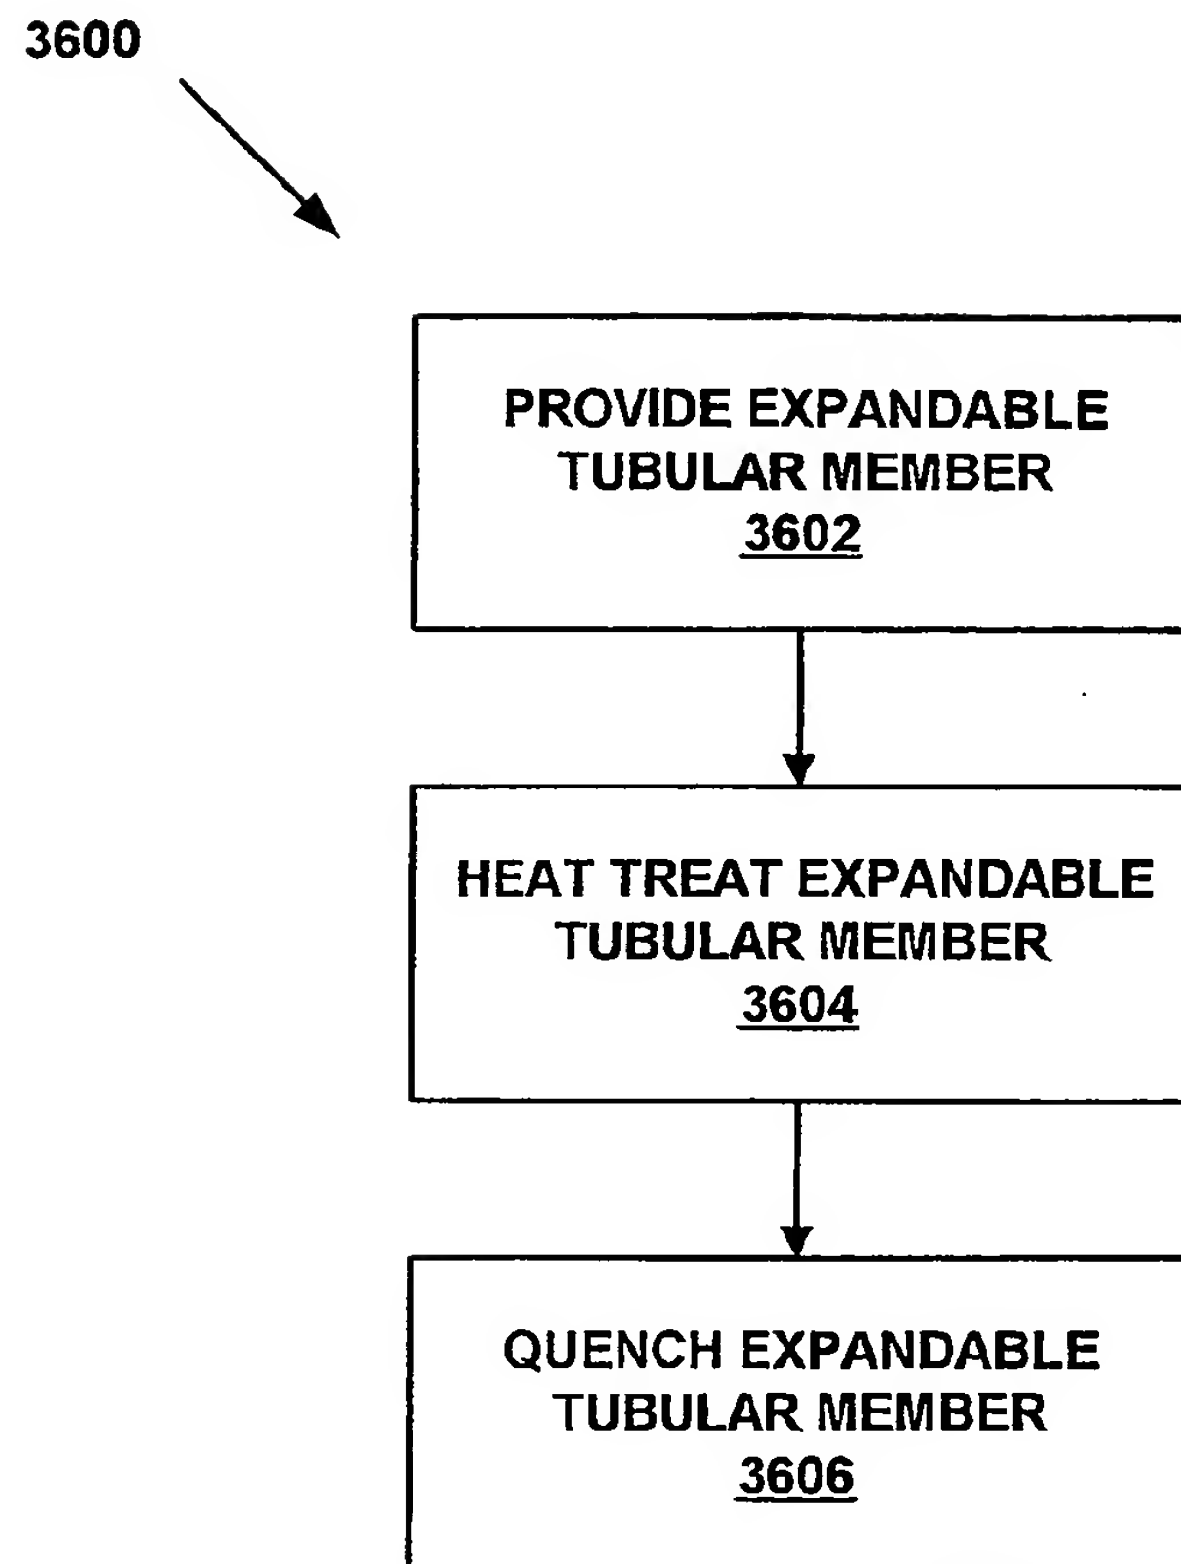 3600
PROVIDE EXPANDABLE
TUBULAR MEMBER
3602
HEAT TREAT EXPANDABLE
TUBULAR MEMBER
3604
QUENCH EXPANDABLE
TUBULAR MEMBER
3606